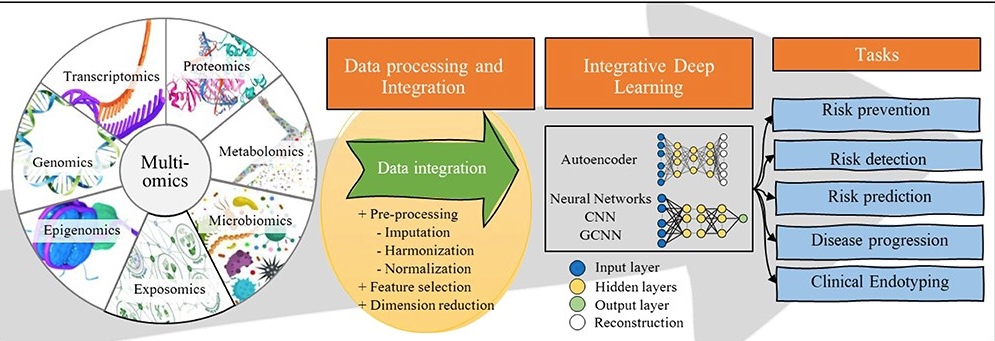 Transcriptomics
Proteomics
Genomics
Multi-
omics
Metabolomics
Epigenomics
Microbiomics
Exposomics
Data processing and
Integration
Data integration
+ Pre-processing
- Imputation
- Harmonization
- Normalization
+ Feature selection
+ Dimension reduction
Integrative Deep
Learning
Autoencoder
Neural Networks
CNN
GCNN
Input layer
Hidden layers
Output layer
Reconstruction
Tasks
Risk prevention
Risk detection
Risk prediction
Disease progression
Clinical Endotyping